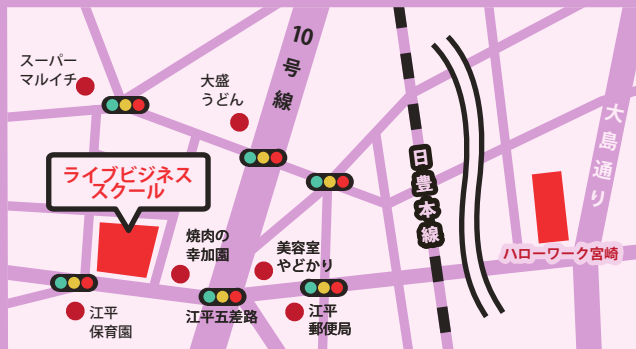 スーパー
マルイチ
大盛
うどん
10号線
日豊本線
大島通り
ライブビジネス
スクール
焼肉の
幸加園
美容室
やどかり
ハローワーク宮崎
江平
保育園
江平五差路
江平
郵便局